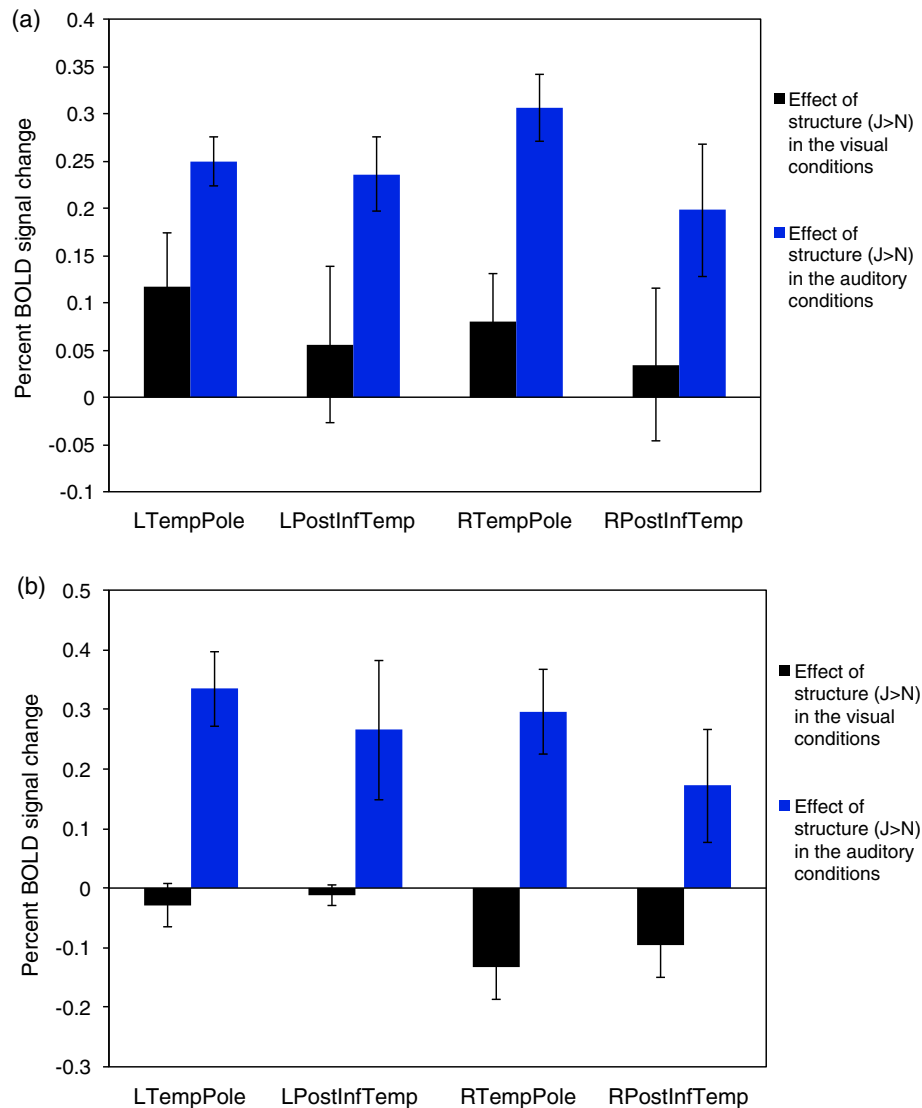 (a)
Percent BOLD signal change
0.4
0.35
0.3
0.25
0.2
0.15
0.1
0.05
0
-0.05
-0.1
LTempPole LPostInfTemp RTempPole RPostInfTemp
Effect of
structure (J>N)
in the visual
conditions
Effect of
structure (J>N)
in the auditory
conditions
(b)
Percent BOLD signal change
0.5
0.4
0.3
0.2
0.1
0
-0.1
-0.2
-0.3
LTempPole LPostInfTemp RTempPole RPostInfTemp
Effect of
structure (J>N)
in the visual
conditions
Effect of
structure (J>N)
in the auditory
conditions